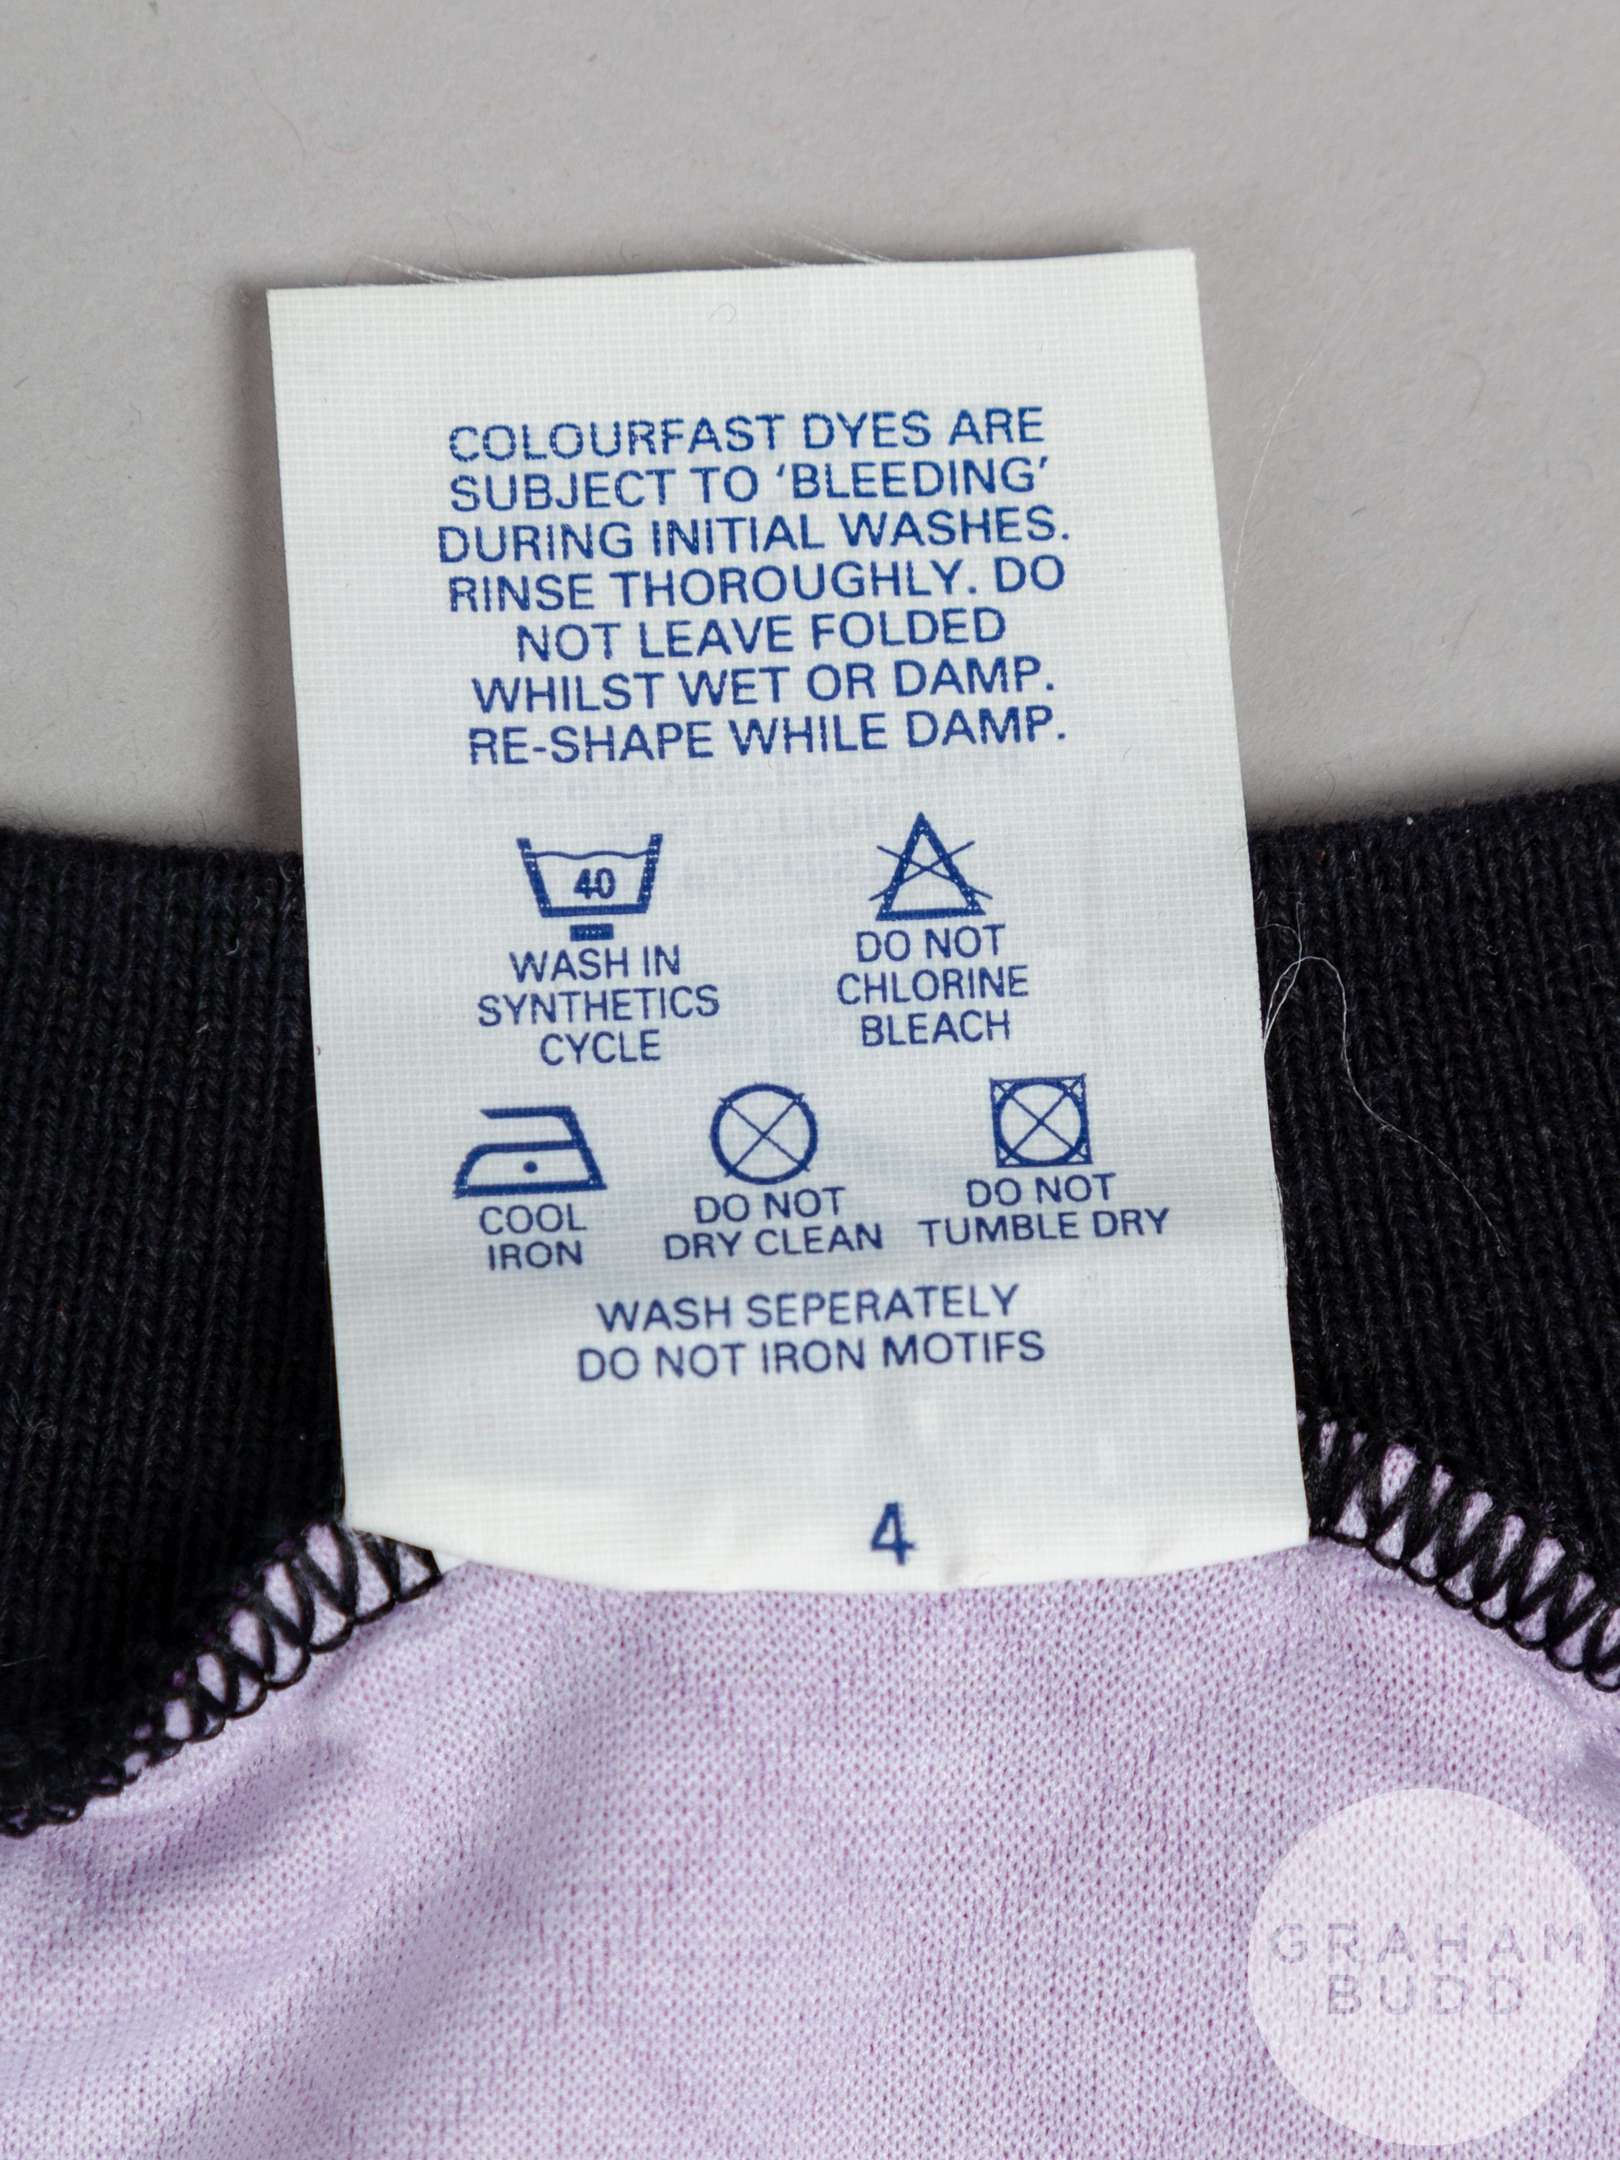 COLOURFAST DYES ARE
SUBJECT TO ‘BLEEDING’
DURING INITIAL WASHES.
RINSE THOROUGHLY. DO
NOT LEAVE FOLDED
WHILST WET OR DAMP.
RE-SHAPE WHILE DAMP.
40
WASH IN
SYNTHETICS
CYCLE
DO NOT
CHLORINE
BLEACH
COOL
IRON
DO NOT
DRY CLEAN
DO NOT
TUMBLE DRY
WASH SEPERATELY
DO NOT IRON MOTIFS
4
GRAHAM
BUDD